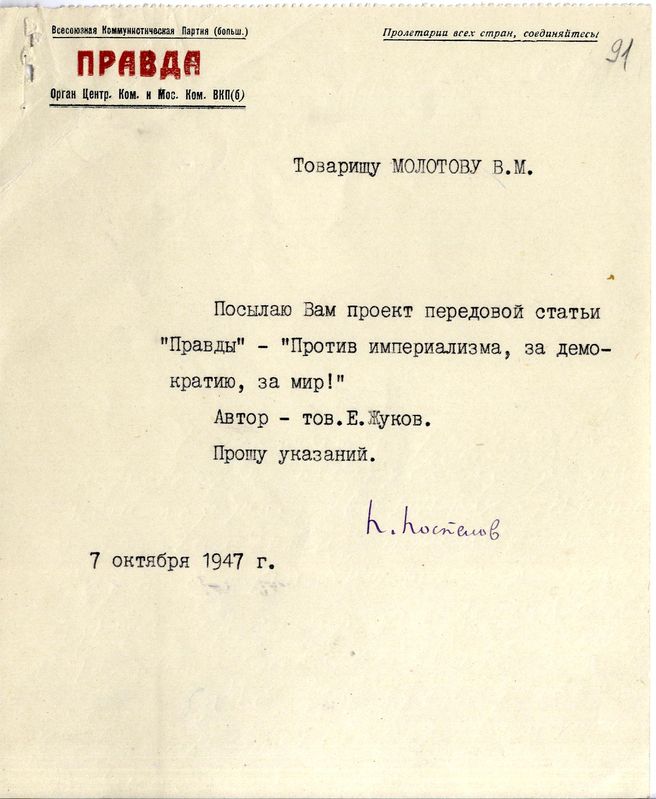 Всесоюзная Коммунистическая Партия (больш.)
ПРАВДА
Орган Центр. Ком. и Мос. Ком. ВКП(б)
Пролетарии всех стран, соединяйтесь!
91
Товарищу МОЛОТОВУ В.М.
Посылаю Вам проект передовой статьи
"Правды" - "Против империализма, за демо-
кратию, за мир!"
Автор - тов.Е.Жуков.
Прошу указаний.
П. Поспелов
7 октября 1947 г.